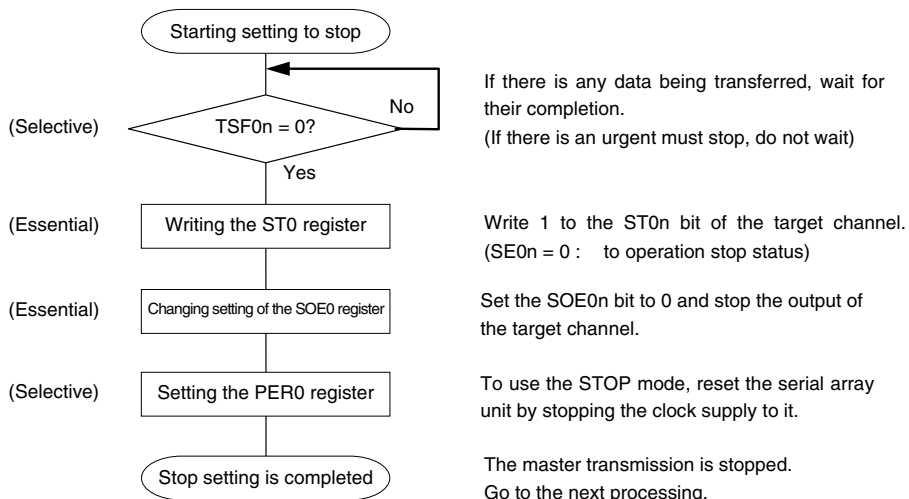 Starting setting to stop
No
If there is any data being transferred, wait for
their completion.
(Selective)
TSF0n = 0?
(If there is an urgent must stop, do not wait)
Yes
(Essential)
Writing the ST0 register
Write 1 to the ST0n bit of the target channel.
(SE0n = 0 : to operation stop status)
(Essential)
Changing setting of the SOE0 register
Set the SOE0n bit to 0 and stop the output of
the target channel.
(Selective)
Setting the PER0 register
To use the STOP mode, reset the serial array
unit by stopping the clock supply to it.
Stop setting is completed
The master transmission is stopped.
Go to the next processing.